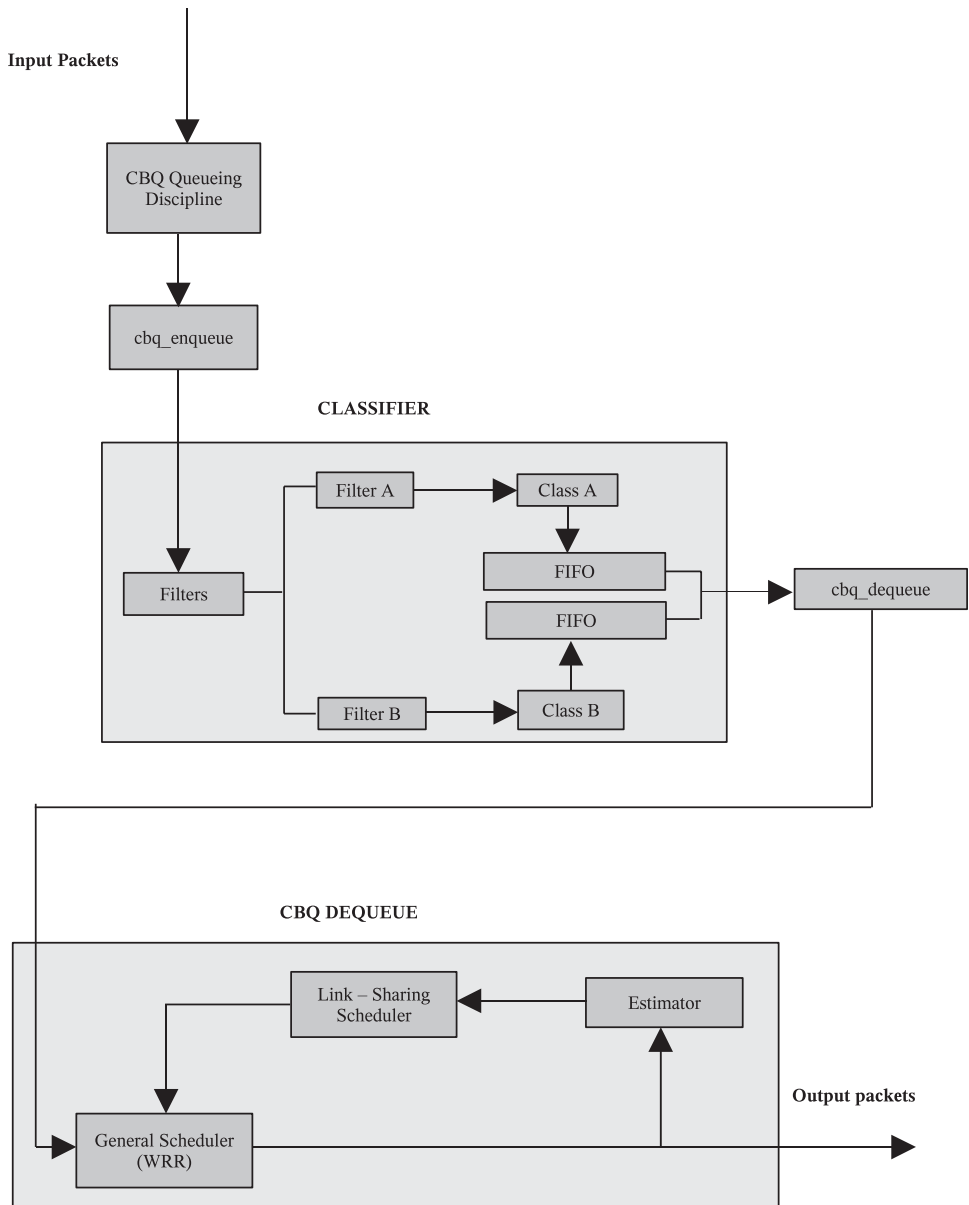 Input Packets
CBQ Queueing
Discipline
cbq_enqueue
CLASSIFIER
Filter A
Class A
FIFO
Filters
cbq_dequeue
FIFO
Filter B
Class B
CBQ DEQUEUE
Link – Sharing
Scheduler
Estimator
Output packets
General Scheduler
(WRR)